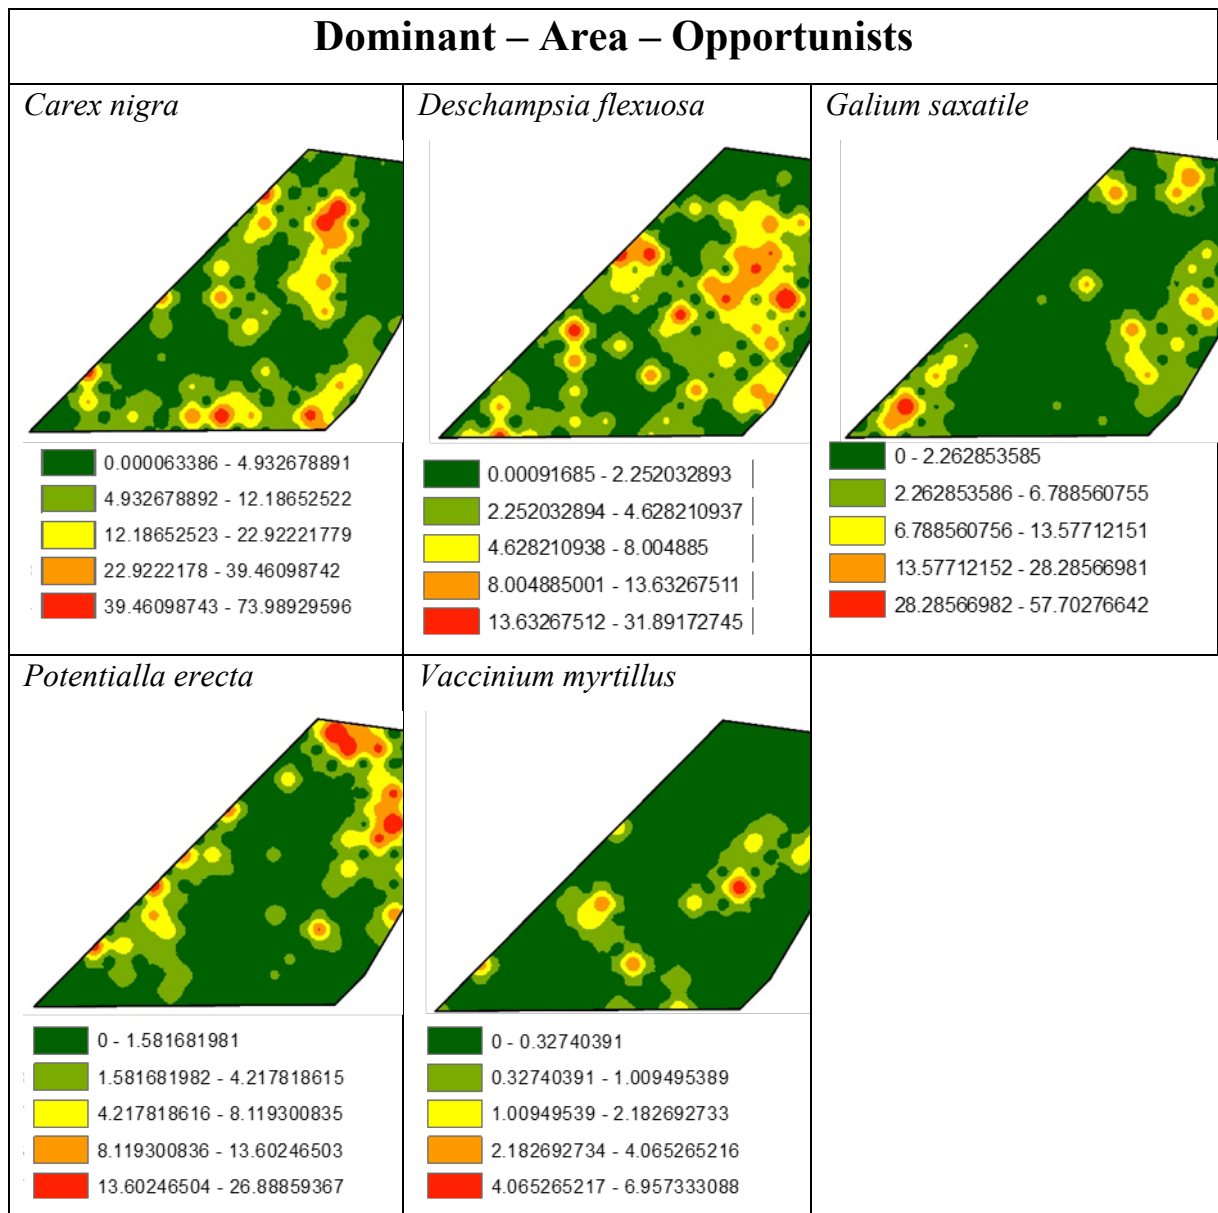 Dominant – Area – Opportunists
Carex nigra
0.000063386 - 4.932678891
4.932678892 - 12.18652522
12.18652523 - 22.92221779
22.9222178 - 39.46098742
39.46098743 - 73.98929596
Deschampsia flexuosa
0.00091685 - 2.252032893
2.252032894 - 4.628210937
4.628210938 - 8.004885
8.004885001 - 13.63267511
13.63267512 - 31.89172745
Galium saxatile
0 - 2.262853585
2.262853586 - 6.788560755
6.788560756 - 13.57712151
13.57712152 - 28.28566981
28.28566982 - 57.70276642
Potentialla erecta
0 - 1.581681981
1.581681982 - 4.217818615
4.217818616 - 8.119300835
8.119300836 - 13.60246503
13.60246504 - 26.88859367
Vaccinium myrtillus
0 - 0.32740391
0.32740391 - 1.009495389
1.00949539 - 2.182692733
2.182692734 - 4.065265216
4.065265217 - 6.957333088